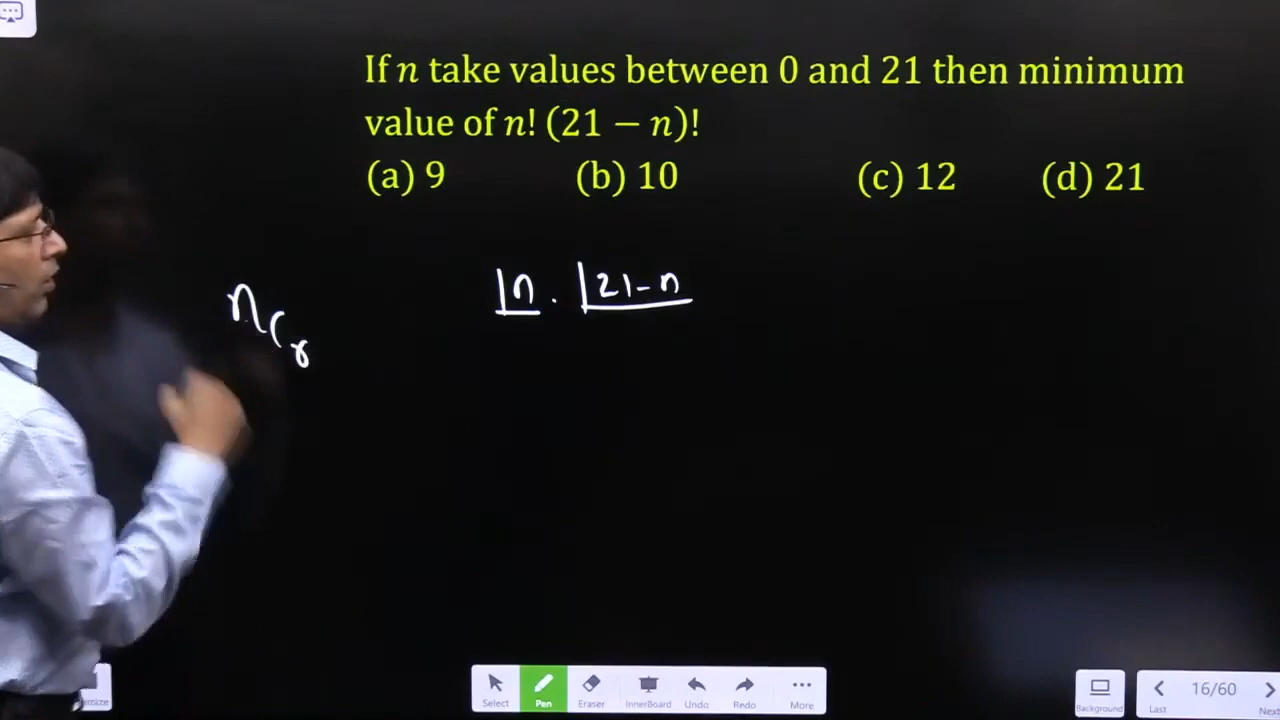 If n take values between 0 and 21 then minimum
value of n! (21 − n)!
(a) 9 (b) 10 (c) 12 (d) 21
nCr
|n . |21-n
Select Pen Eraser InnerBoard Undo Redo More
Background
Last 16/60 Next